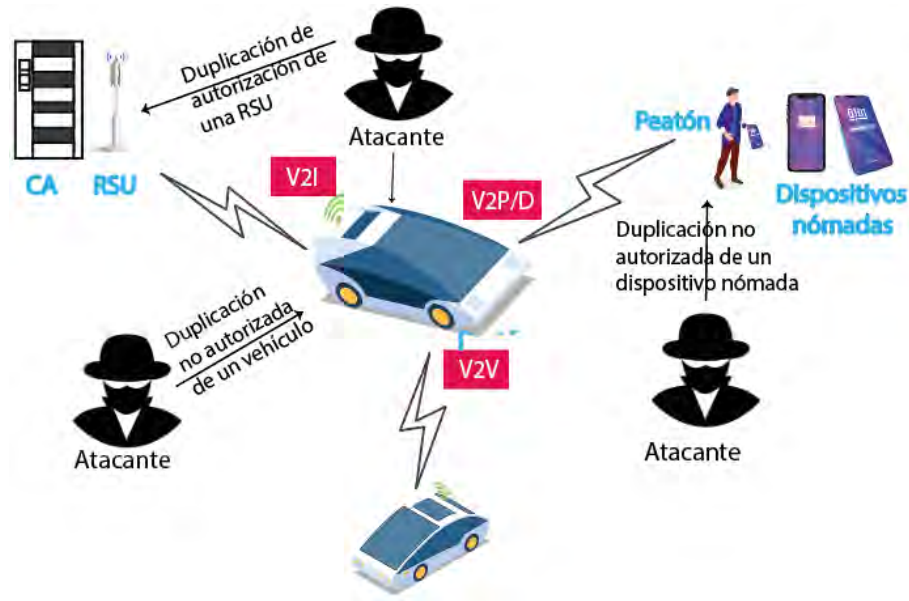 Duplicación de
autorización de
una RSU
Atacante
CA
RSU
V2I
V2P/D
Peatón
Dispositivos
nómadas
Duplicación no
autorizada de un
dispositivo nómada
Duplicación
no autorizada
de un vehículo
V2V
Atacante
Atacante